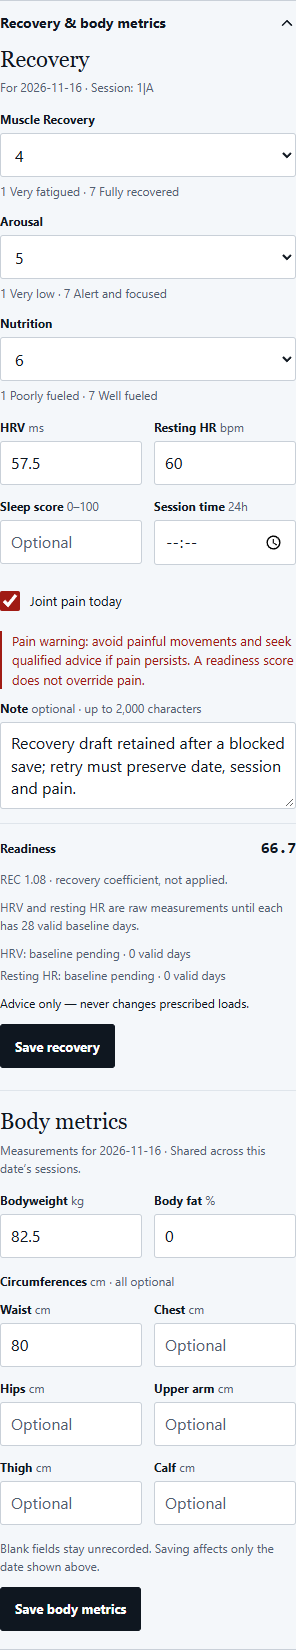 Recovery & body metrics
Recovery
For 2026-11-16 · Session: 1|A
Muscle Recovery
4
1 Very fatigued · 7 Fully recovered
Arousal
5
1 Very low · 7 Alert and focused
Nutrition
6
1 Poorly fueled · 7 Well fueled
HRV ms Resting HR bpm
57.5 60
Sleep score 0–100 Session time 24h
Optional --:--
Joint pain today
Pain warning: avoid painful movements and seek
qualified advice if pain persists. A readiness score
does not override pain.
Note optional · up to 2,000 characters
Recovery draft retained after a blocked
save; retry must preserve date, session
and pain.
Readiness 66.7
REC 1.08 · recovery coefficient, not applied.
HRV and resting HR are raw measurements until each
has 28 valid baseline days.
HRV: baseline pending · 0 valid days
Resting HR: baseline pending · 0 valid days
Advice only — never changes prescribed loads.
Save recovery
Body metrics
Measurements for 2026-11-16 · Shared across this
date's sessions.
Bodyweight kg Body fat %
82.5 0
Circumferences cm · all optional
Waist cm Chest cm
80 Optional
Hips cm Upper arm cm
Optional Optional
Thigh cm Calf cm
Optional Optional
Blank fields stay unrecorded. Saving affects only the
date shown above.
Save body metrics